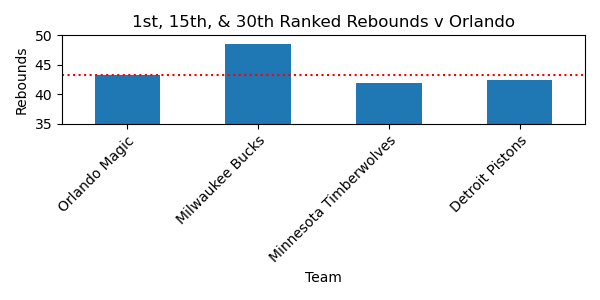 1st, 15th, & 30th Ranked Rebounds v Orlando
Rebounds
50
45
40
35
Orlando Magic
Milwaukee Bucks
Minnesota Timberwolves
Detroit Pistons
Team